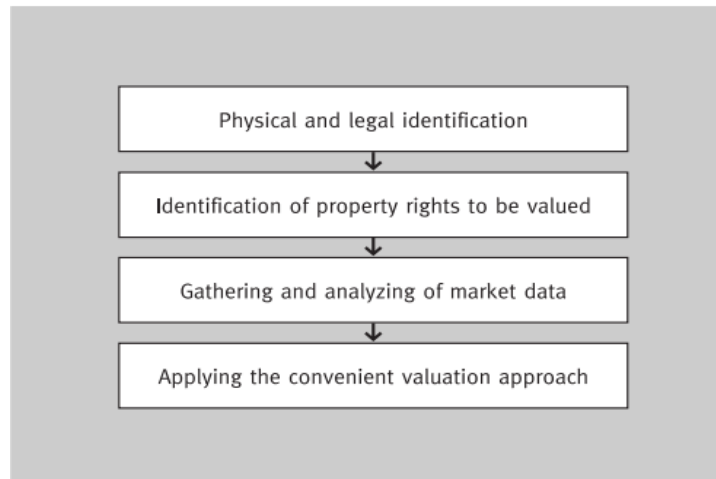 Physical and legal identification
Identification of property rights to be valued
Gathering and analyzing of market data
Applying the convenient valuation approach